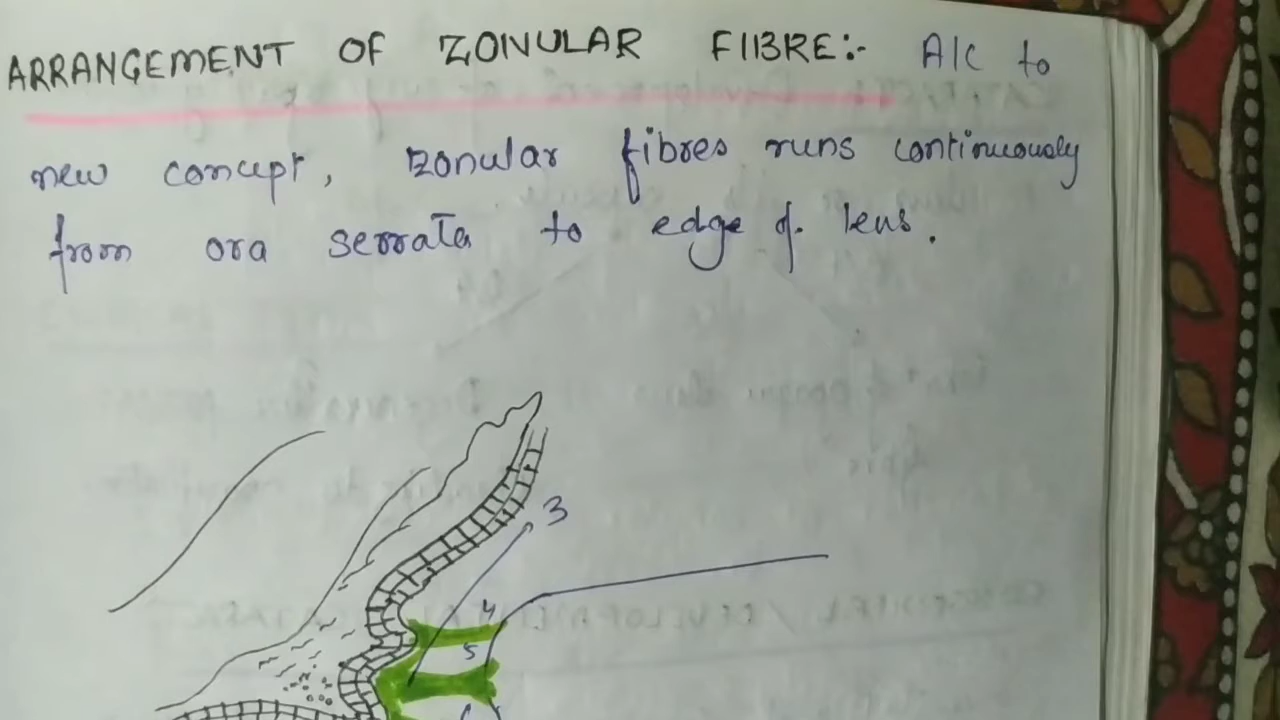 ARRANGEMENT OF ZONULAR FIBRE:- A/C to
new concept, zonular fibres runs continuously
from ora serrata to edge of lens.
3
4
5